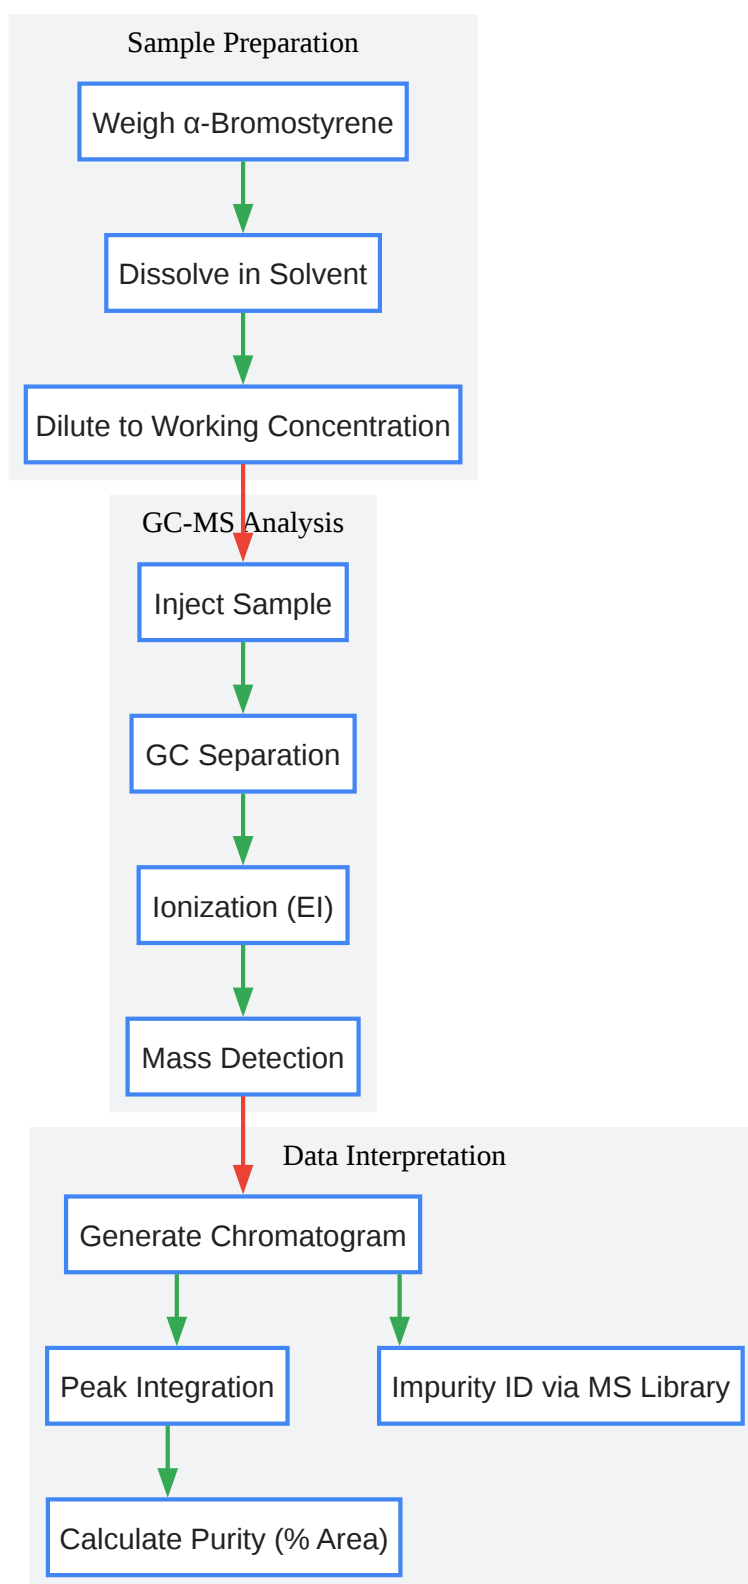 Sample Preparation
Weigh α-Bromostyrene
Dissolve in Solvent
Dilute to Working Concentration
GC-MS Analysis
Inject Sample
GC Separation
Ionization (EI)
Mass Detection
Data Interpretation
Generate Chromatogram
Peak Integration
Impurity ID via MS Library
Calculate Purity (% Area)